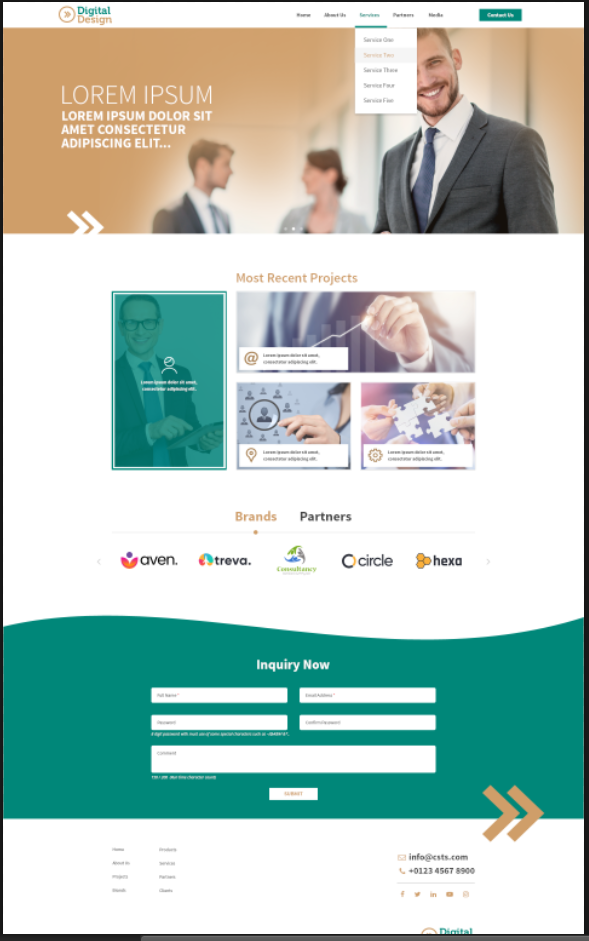 Digital
Design
Home About Us Services Partners Media Contact Us
Service One
Service Two
Service Three
Service Four
Service Five
LOREM IPSUM
LOREM IPSUM DOLOR SIT
AMET CONSECTETUR
ADIPISCING ELIT...
Most Recent Projects
Lorem ipsum dolor sit amet,
consectetur adipiscing elit.
Lorem ipsum dolor sit amet,
consectetur adipiscing elit.
Lorem ipsum dolor sit amet,
consectetur adipiscing elit.
Lorem ipsum dolor sit amet,
consectetur adipiscing elit.
Brands Partners
aven.
treva.
Consultancy
circle
hexa
Inquiry Now
Full Name * Email Address *
Password Confirm Password
Comment
SUBMIT
Home Products
About Us Services
Projects Partners
Brands Clients
info@csts.com
+0123 4567 8900
Digital